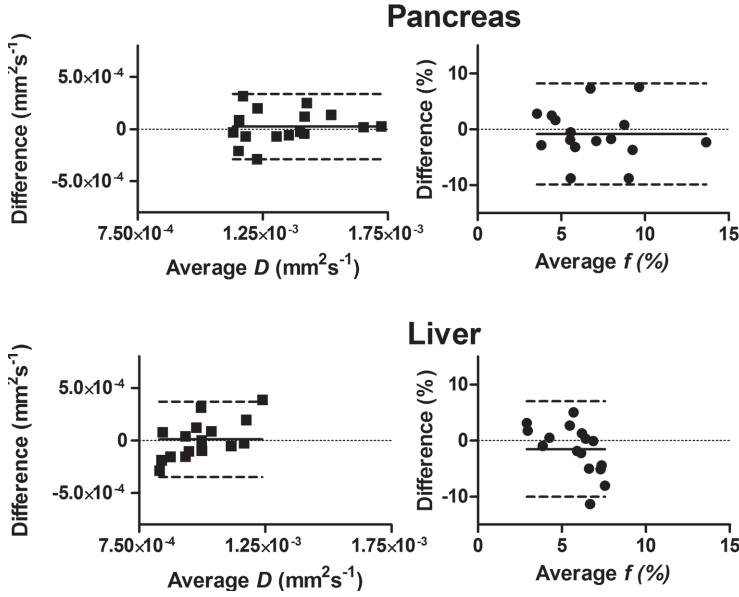 Pancreas
Difference (mm²s⁻¹)
5.0×10⁻⁴
0
-5.0×10⁻⁴
7.50×10⁻⁴
1.25×10⁻³
1.75×10⁻³
Average D (mm²s⁻¹)
Difference (%)
10
0
-10
0
5
10
15
Average f (%)
Liver
Difference (mm²s⁻¹)
5.0×10⁻⁴
0
-5.0×10⁻⁴
7.50×10⁻⁴
1.25×10⁻³
1.75×10⁻³
Average D (mm²s⁻¹)
Difference (%)
10
0
-10
0
5
10
15
Average f (%)